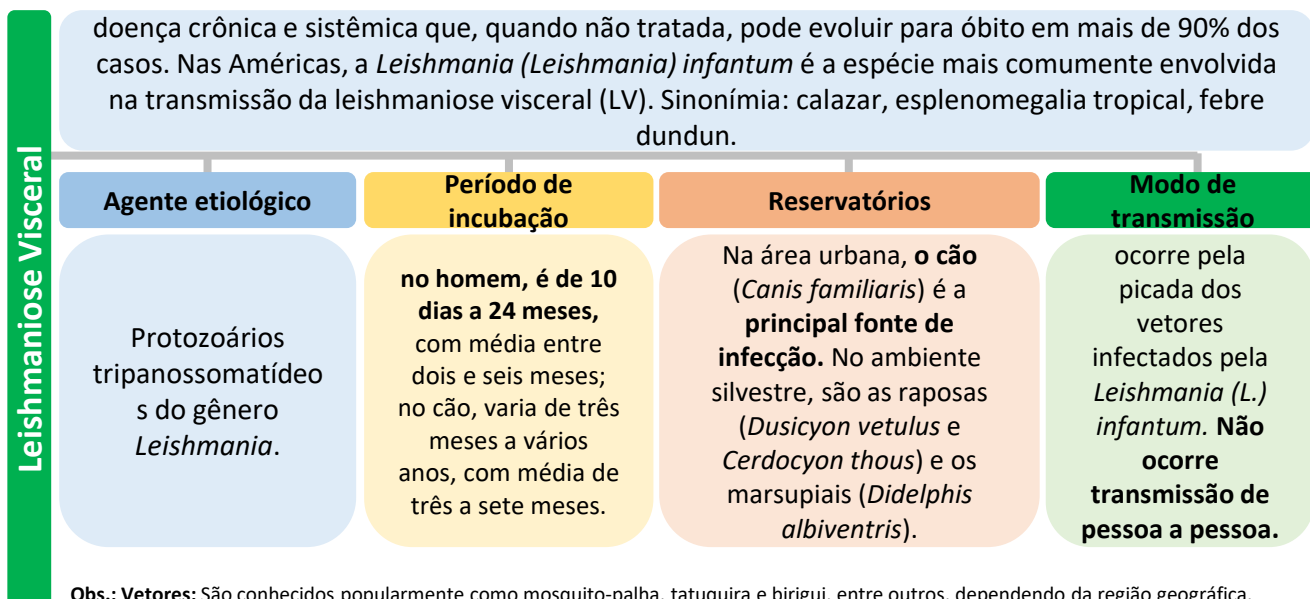 Leishmaniose Visceral
doença crônica e sistêmica que, quando não tratada, pode evoluir para óbito em mais de 90% dos
casos. Nas Américas, a Leishmania (Leishmania) infantum é a espécie mais comumente envolvida
na transmissão da leishmaniose visceral (LV). Sinonímia: calazar, esplenomegalia tropical, febre
dundun.
Agente etiológico
Protozoários
tripanossomatídeo
s do gênero
Leishmania.
Período de
incubação
no homem, é de 10
dias a 24 meses,
com média entre
dois e seis meses;
no cão, varia de três
meses a vários
anos, com média de
três a sete meses.
Reservatórios
Na área urbana, o cão
(Canis familiaris) é a
principal fonte de
infecção. No ambiente
silvestre, são as raposas
(Dusicyon vetulus e
Cerdocyon thous) e os
marsupiais (Didelphis
albiventris).
Modo de
transmissão
ocorre pela
picada dos
vetores
infectados pela
Leishmania (L.)
infantum. Não
ocorre
transmissão de
pessoa a pessoa.
Obs.: Vetores: São conhecidos popularmente como mosquito-palha, tatuquira e birigui, entre outros, dependendo da região geográfica.